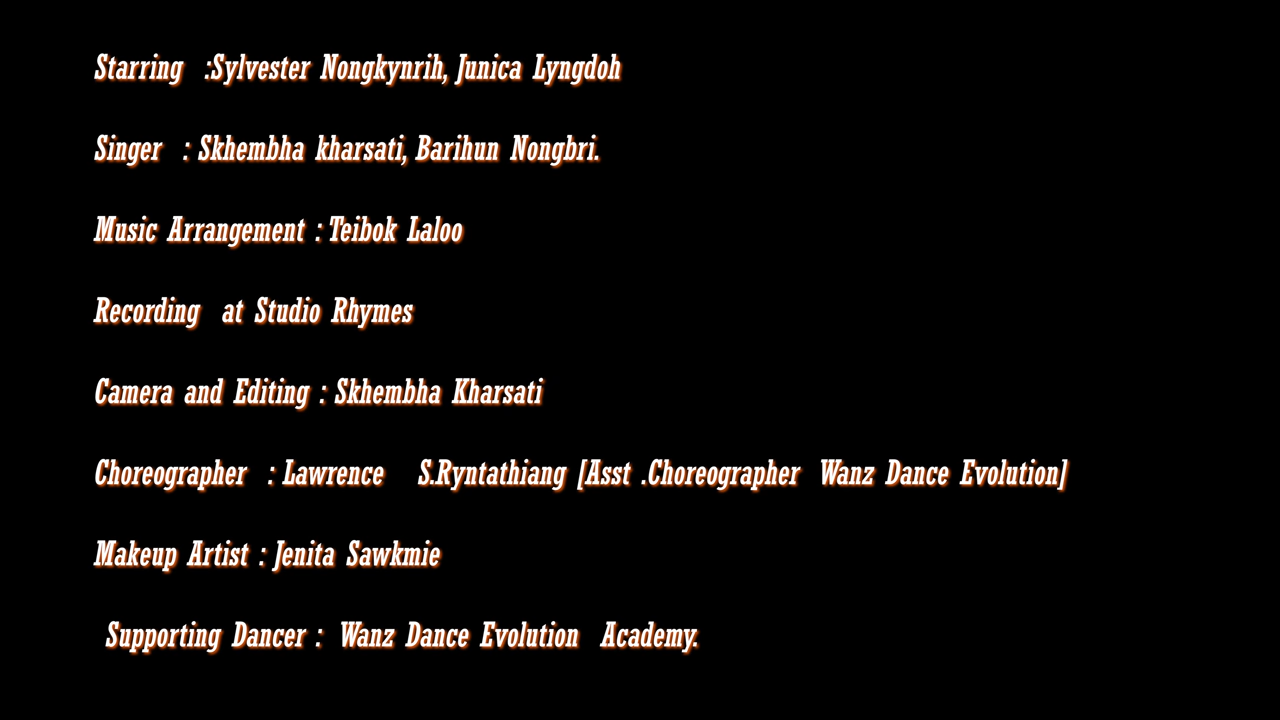 Starring :Sylvester Nongkynrih, Junica Lyngdoh
Singer : Skhembha kharsati, Barihun Nongbri.
Music Arrangement : Teibok Laloo
Recording at Studio Rhymes
Camera and Editing : Skhembha Kharsati
Choreographer : Lawrence S.Ryntathiang [Asst .Choreographer Wanz Dance Evolution]
Makeup Artist : Jenita Sawkmie
Supporting Dancer : Wanz Dance Evolution Academy.